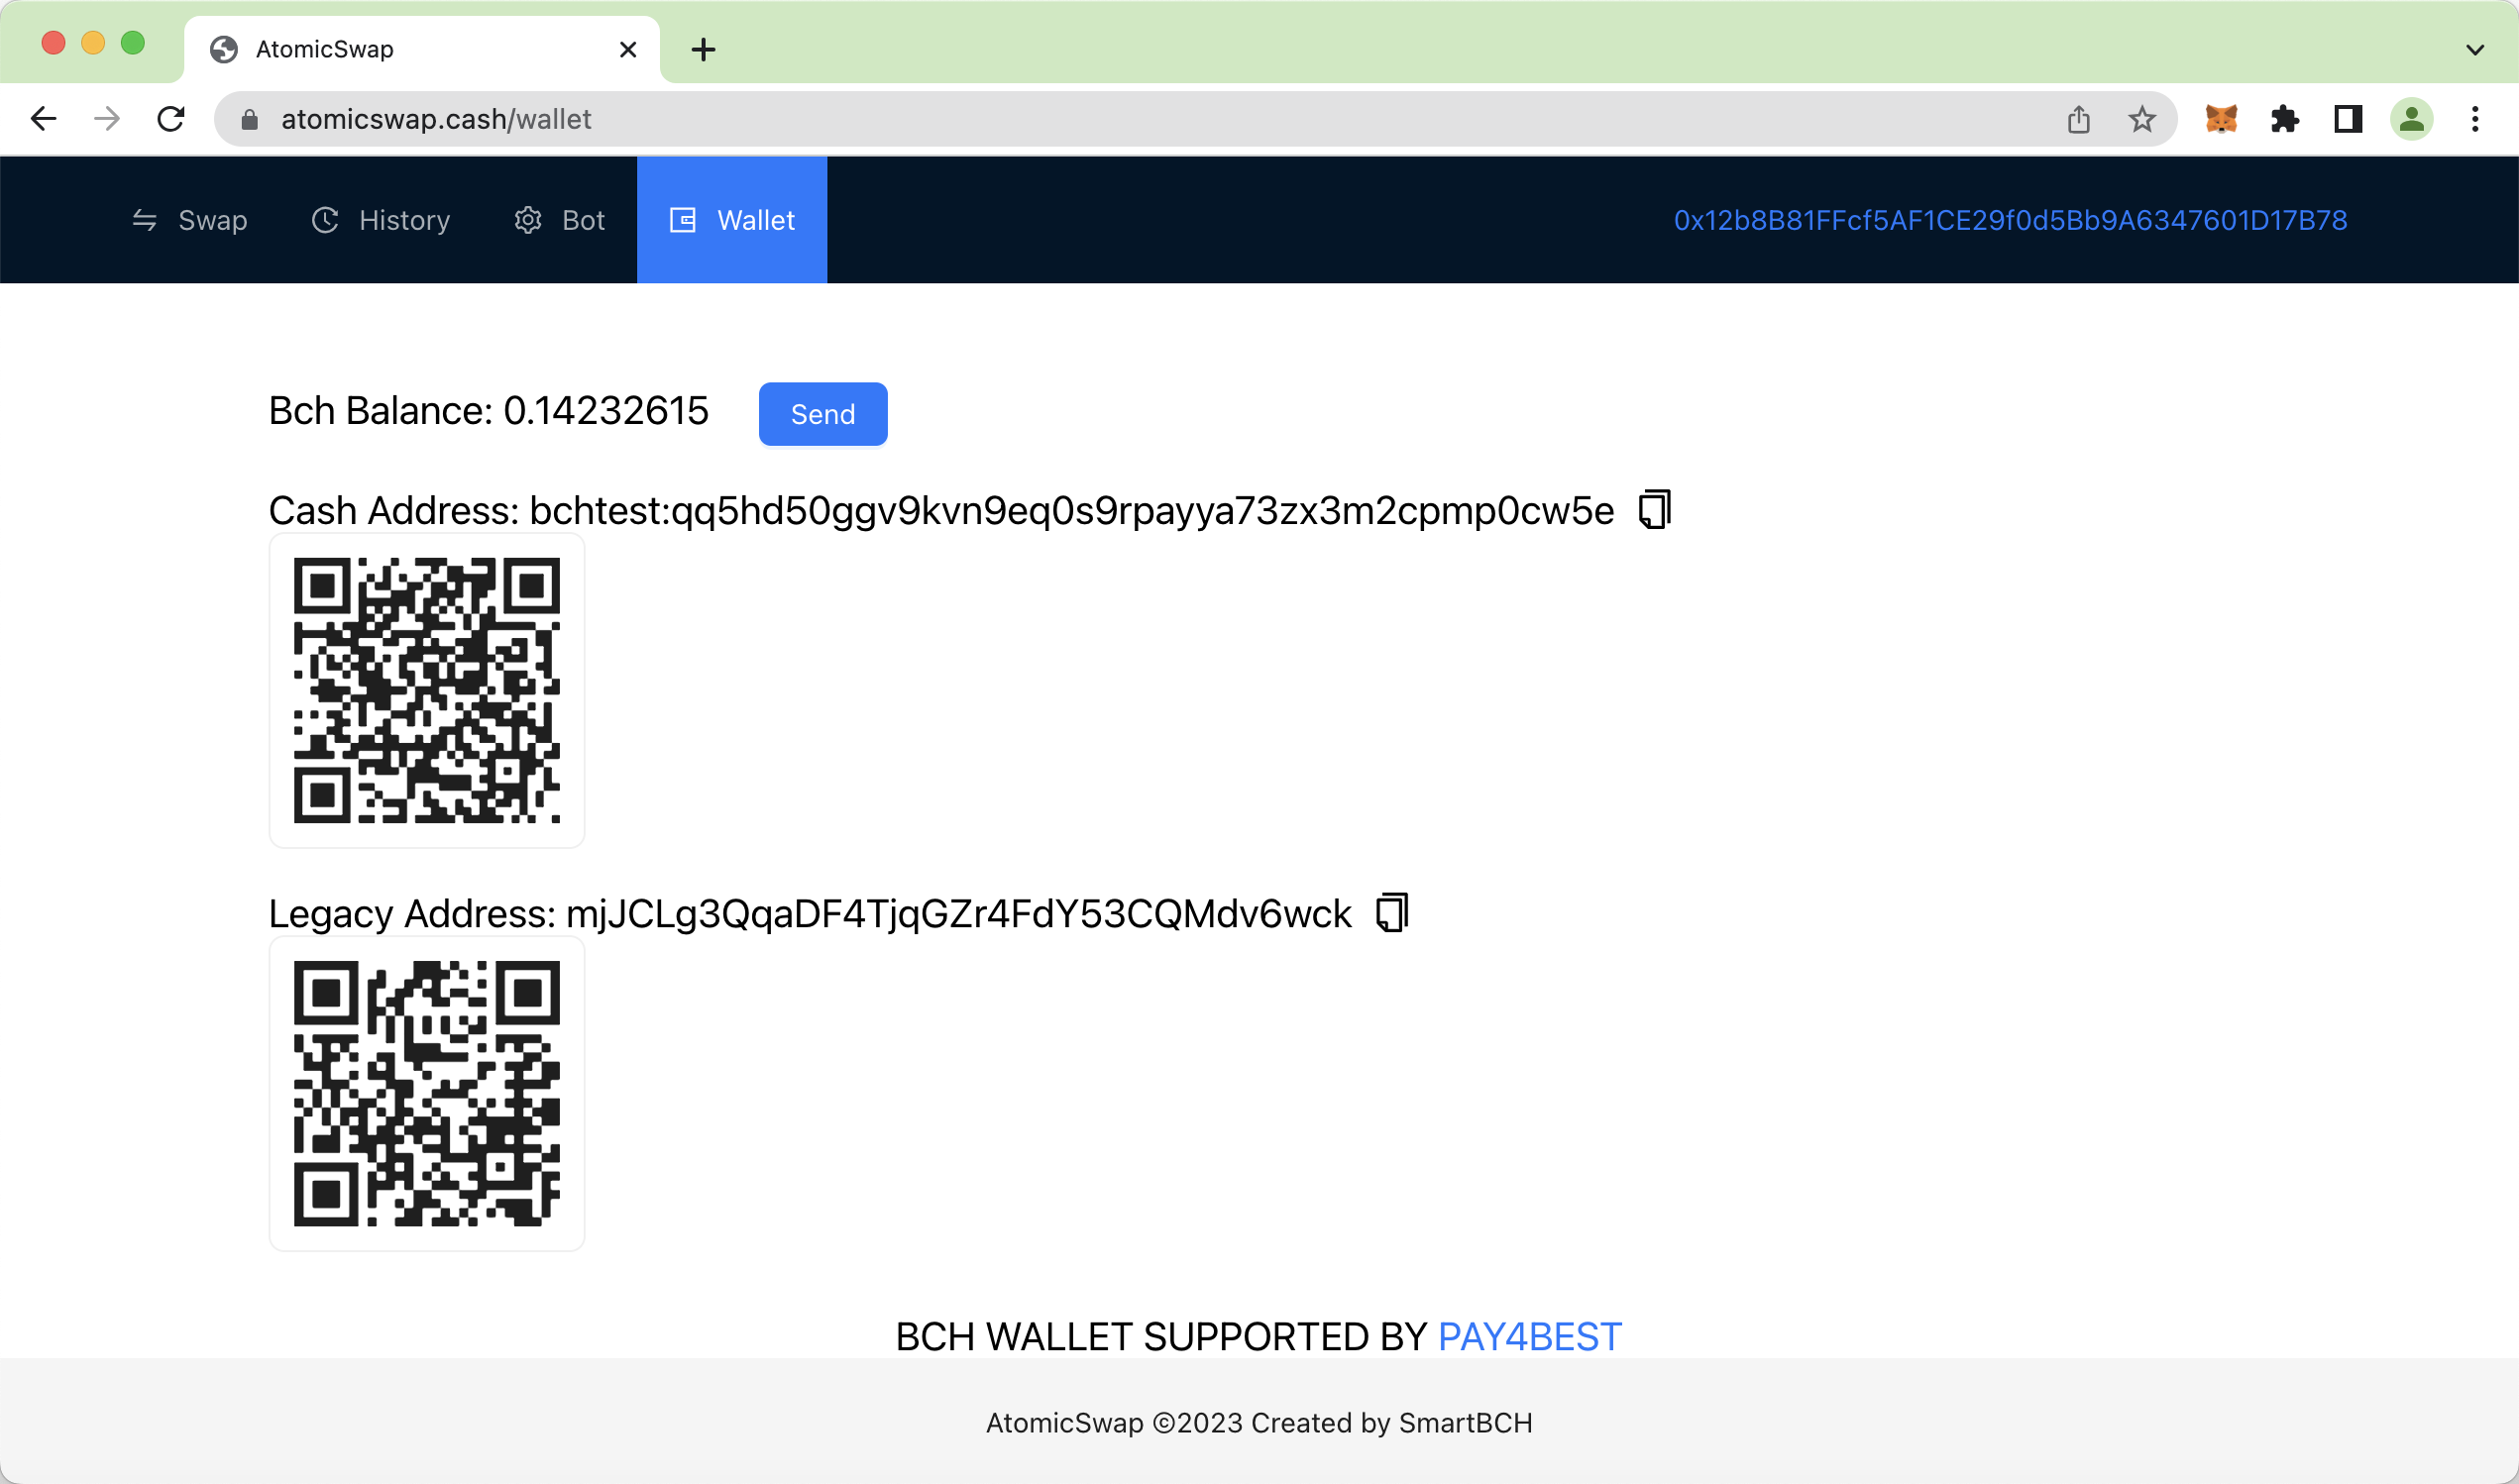 AtomicSwap
atomicswap.cash/wallet
Swap History Bot Wallet 0x12b8B81FFcf5AF1CE29f0d5Bb9A6347601D17B78
Bch Balance: 0.14232615 Send
Cash Address: bchtest:qq5hd50ggv9kvn9eq0s9rpayya73zx3m2cpmp0cw5e
Legacy Address: mjJCLg3QqaDF4TjqGZr4FdY53CQMdv6wck
BCH WALLET SUPPORTED BY PAY4BEST
AtomicSwap ©2023 Created by SmartBCH